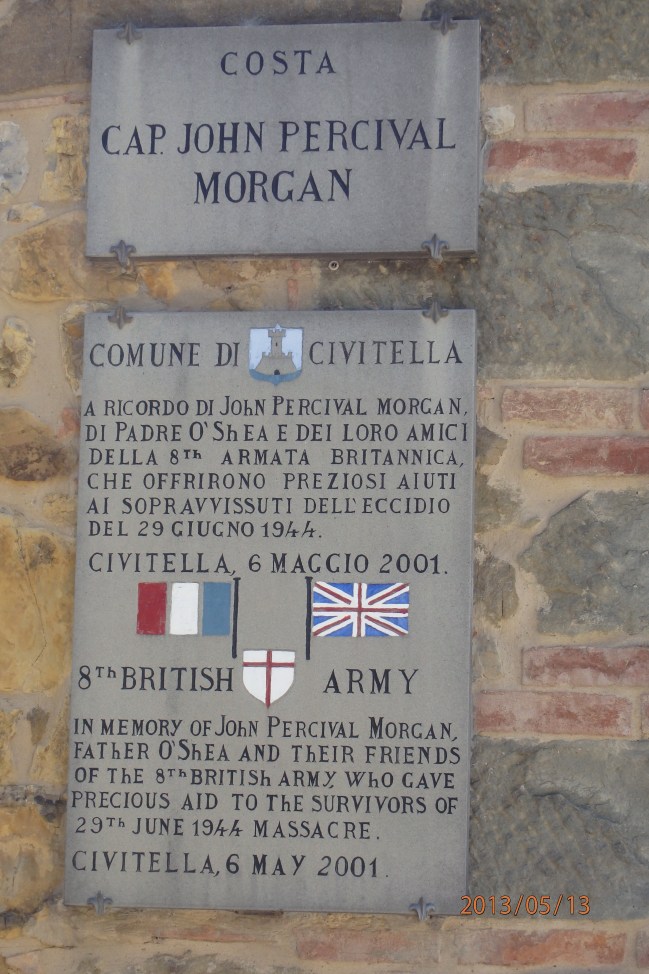 COSTA
CAP. JOHN PERCIVAL
MORGAN
COMUNE DI CIVITELLA
A RICORDO DI JOHN PERCIVAL MORGAN,
DI PADRE O'ShEA E DEI LORO AMICI
DELLA 8Th ARMATA BRITANNICA,
CHE OFFRIRONO PREZIOSI AIUTI
AI SOPRAVVISSUTI DELL'ECCIDIO
DEL 29 GIUGNO 1944.
CIVITELLA, 6 MAGGIO 2001.
8Th BRITISH ARMY
IN MEMORY OF JOHN PERCIVAL MORGAN,
FATHER O'ShEA AND THEIR FRIENDS
OF THE 8Th BRITISH ARMY, WHO GAVE
PRECIOUS AID TO THE SURVIVORS OF
29Th JUNE 1944 MASSACRE.
CIVITELLA, 6 MAY 2001.
2013/05/13